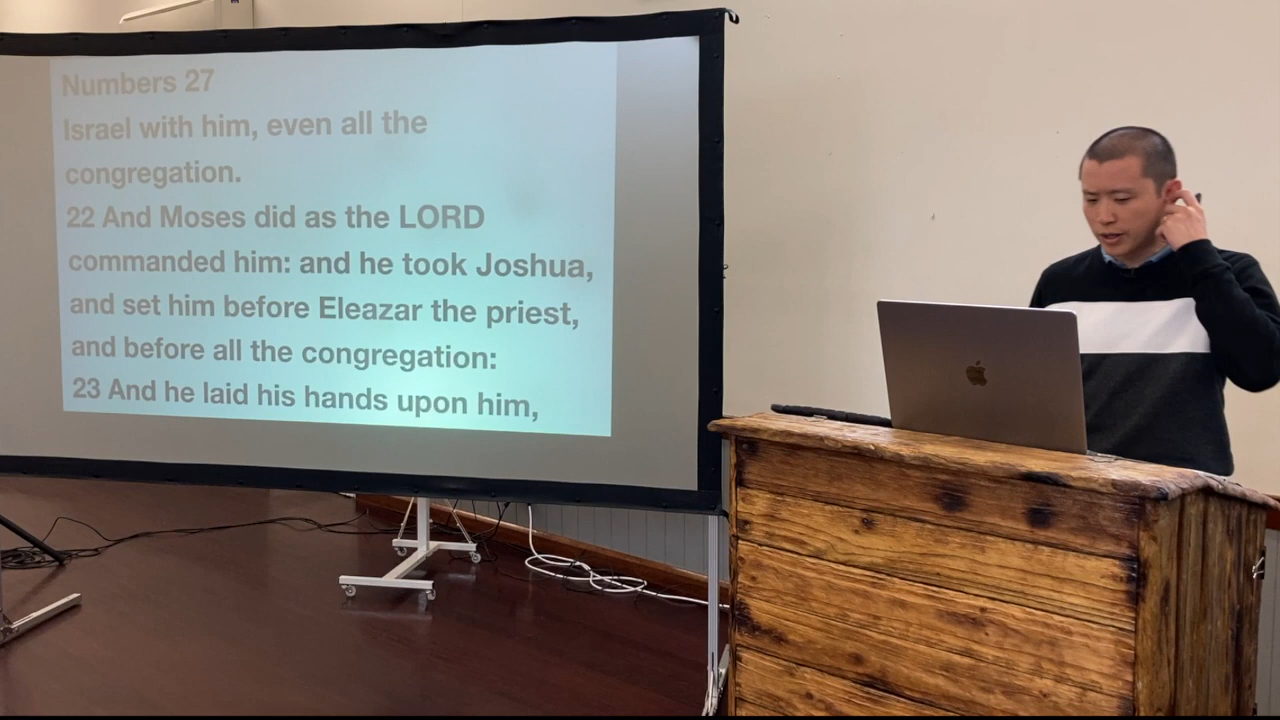 Numbers 27
Israel with him, even all the
congregation.
22 And Moses did as the LORD
commanded him: and he took Joshua,
and set him before Eleazar the priest,
and before all the congregation:
23 And he laid his hands upon him,